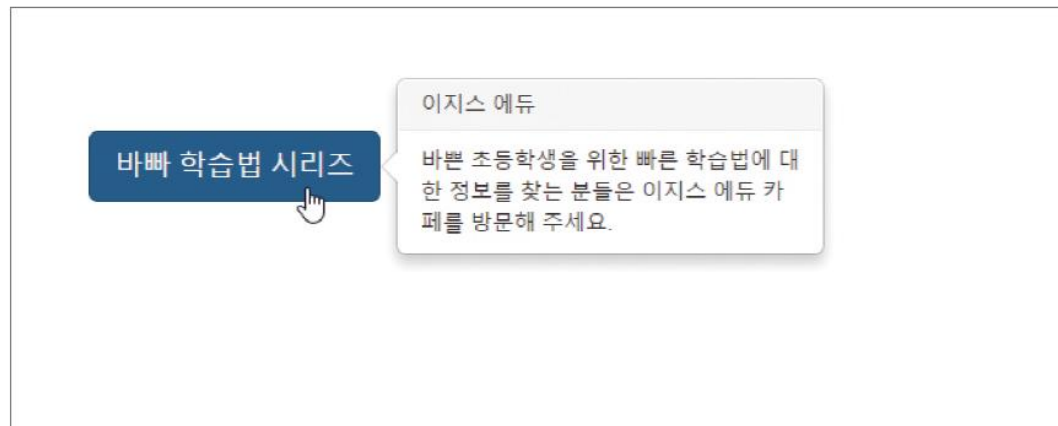 바빠 학습법 시리즈
이지스 에듀
바쁜 초등학생을 위한 빠른 학습법에 대
한 정보를 찾는 분들은 이지스 에듀 카
페를 방문해 주세요.